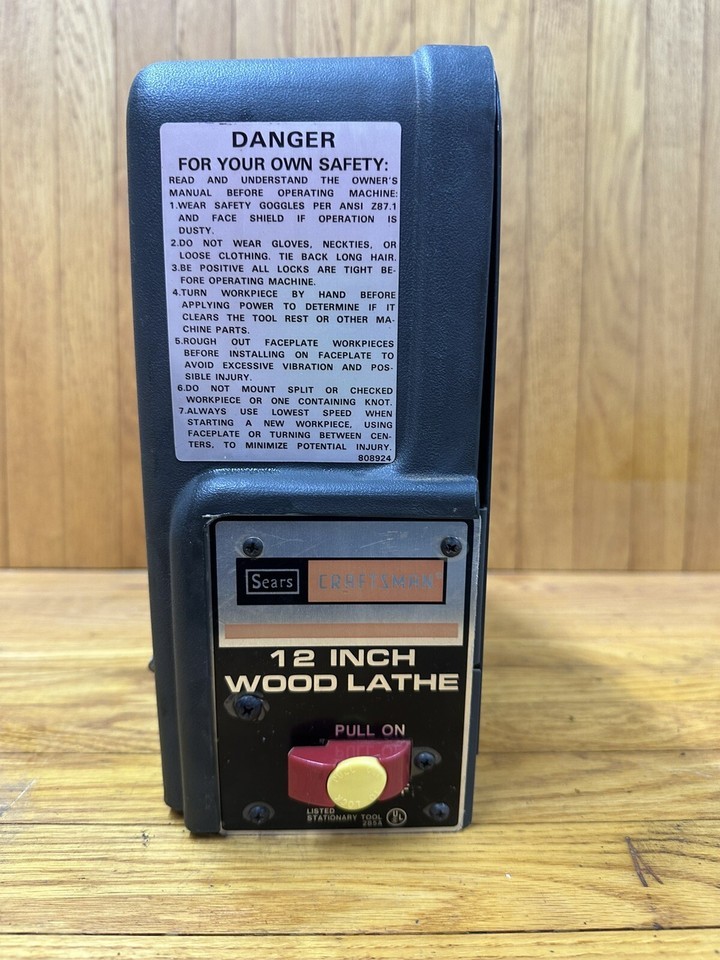 DANGER
FOR YOUR OWN SAFETY:
READ AND UNDERSTAND THE OWNER'S
MANUAL BEFORE OPERATING MACHINE:
1.WEAR SAFETY GOGGLES PER ANSI Z87.1
AND FACE SHIELD IF OPERATION IS
DUSTY.
2.DO NOT WEAR GLOVES, NECKTIES, OR
LOOSE CLOTHING. TIE BACK LONG HAIR.
3.BE POSITIVE ALL LOCKS ARE TIGHT BE-
FORE OPERATING MACHINE.
4.TURN WORKPIECE BY HAND BEFORE
APPLYING POWER TO DETERMINE IF IT
CLEARS THE TOOL REST OR OTHER MA-
CHINE PARTS.
5.ROUGH OUT FACEPLATE WORKPIECES
BEFORE INSTALLING ON FACEPLATE TO
AVOID EXCESSIVE VIBRATION AND POS-
SIBLE INJURY.
6.DO NOT MOUNT SPLIT OR CHECKED
WORKPIECE OR ONE CONTAINING KNOT.
7.ALWAYS USE LOWEST SPEED WHEN
STARTING A NEW WORKPIECE, USING
FACEPLATE OR TURNING BETWEEN CEN-
TERS, TO MINIMIZE POTENTIAL INJURY.
808924
Sears CRAFTSMAN
12 INCH
WOOD LATHE
PULL ON
LISTED
STATIONARY TOOL
UL